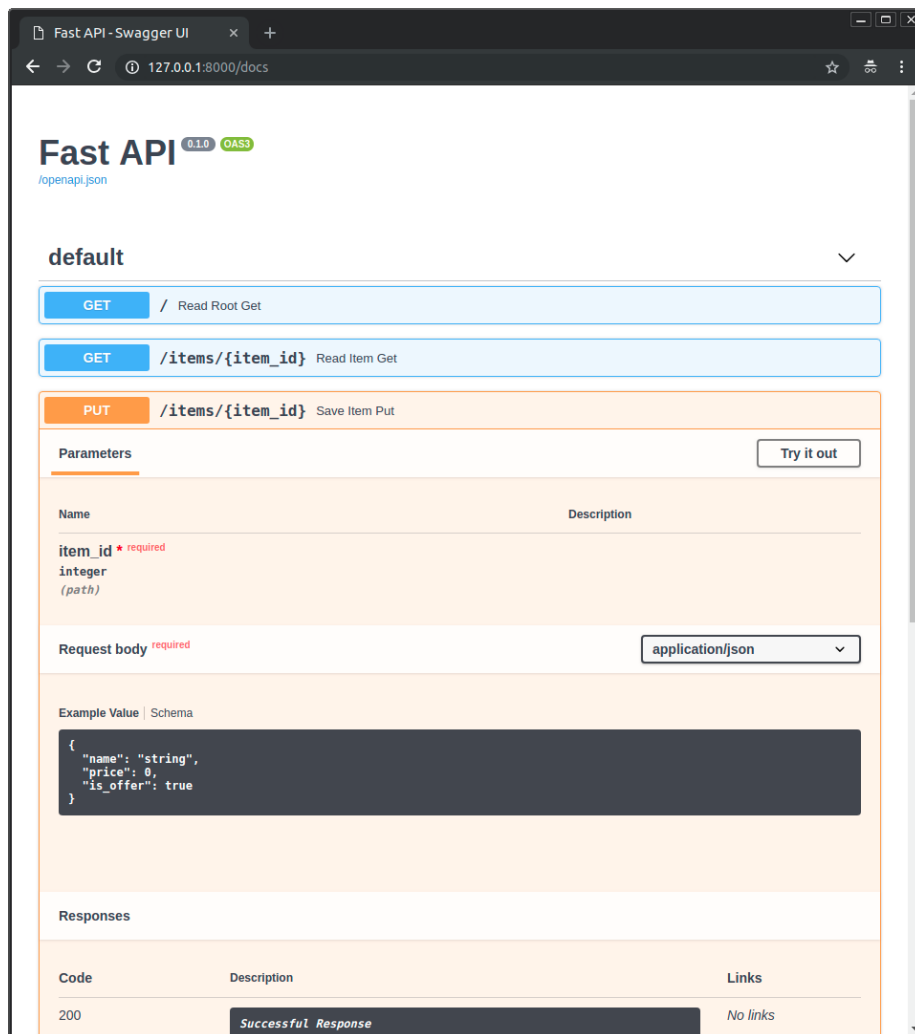 Fast API - Swagger UI
127.0.0.1:8000/docs
Fast API 0.1.0 OAS3
/openapi.json
default
GET / Read Root Get
GET /items/{item_id} Read Item Get
PUT /items/{item_id} Save Item Put
Parameters Try it out
Name Description
item_id * required
integer
(path)
Request body required application/json
Example Value Schema
{
"name": "string",
"price": 0,
"is_offer": true
}
Responses
Code Description Links
200 Successful Response No links